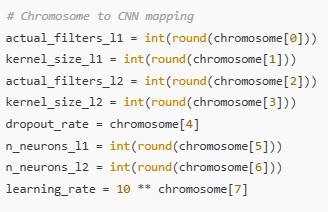 # Chromosome to CNN mapping
actual_filters_l1 = int(round(chromosome[0]))
kernel_size_l1 = int(round(chromosome[1]))
actual_filters_l2 = int(round(chromosome[2]))
kernel_size_l2 = int(round(chromosome[3]))
dropout_rate = chromosome[4]
n_neurons_l1 = int(round(chromosome[5]))
n_neurons_l2 = int(round(chromosome[6]))
learning_rate = 10 ** chromosome[7]